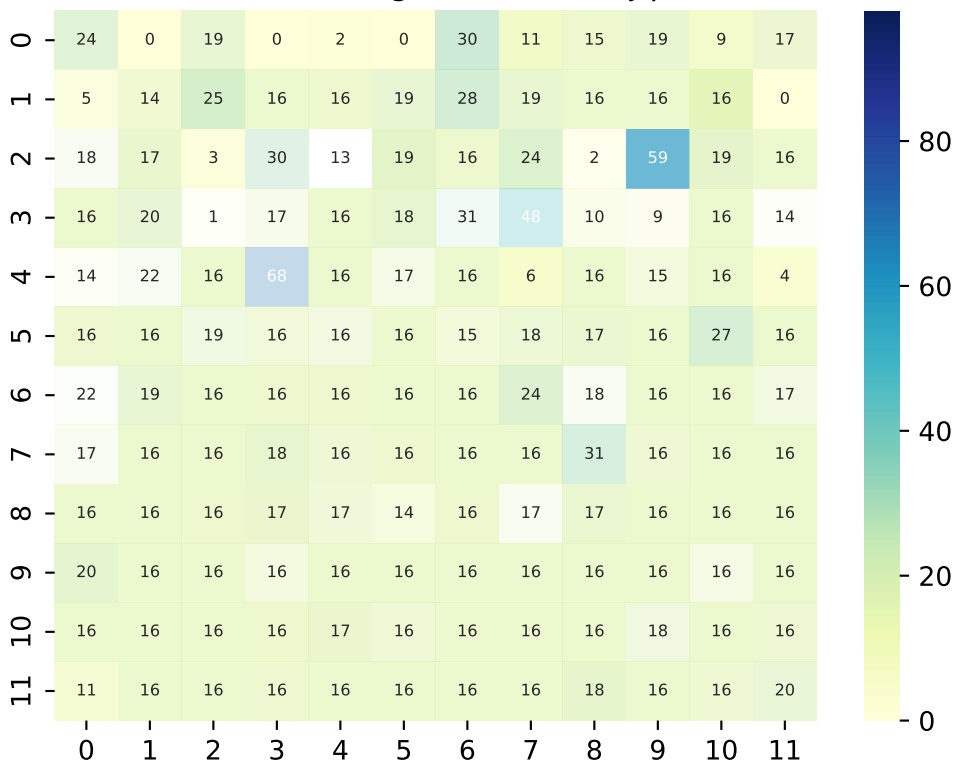 0 24 0 19 0 2 0 30 11 15 19 9 17
1 5 14 25 16 16 19 28 19 16 16 16 0
2 18 17 3 30 13 19 16 24 2 59 19 16
3 16 20 1 17 16 18 31 48 10 9 16 14
4 14 22 16 68 16 17 16 6 16 15 16 4
5 16 16 19 16 16 16 15 18 17 16 27 16
6 22 19 16 16 16 16 16 24 18 16 16 17
7 17 16 16 18 16 16 16 16 31 16 16 16
8 16 16 16 17 17 14 16 17 17 16 16 16
9 20 16 16 16 16 16 16 16 16 16 16 16
10 16 16 16 16 17 16 16 16 16 18 16 16
11 11 16 16 16 16 16 16 16 18 16 16 20
0 1 2 3 4 5 6 7 8 9 10 11
80
60
40
20
0